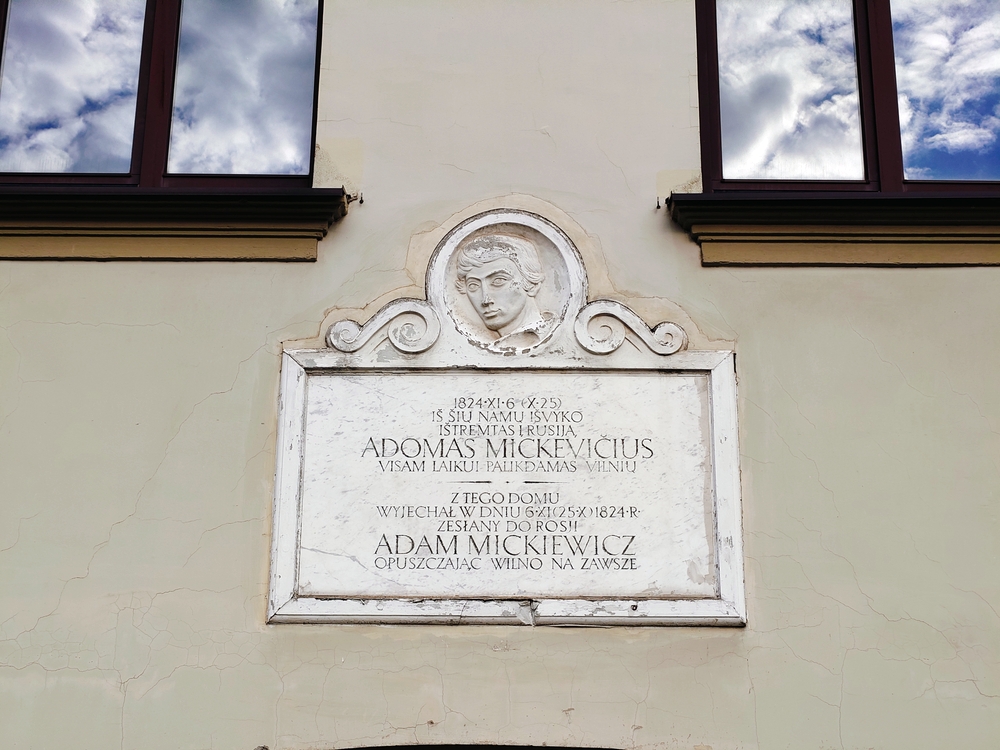 1824·XI·6 (X·25)
IŠ ŠIŲ NAMŲ IŠVYKO
IŠTREMTAS Į RUSIJĄ
ADOMAS MICKEVIČIUS
VISAM LAIKUI PALIKDAMAS VILNIŲ
Z TEGO DOMU
WYJECHAŁ W DNIU 6·XI(25·X)1824·R·
ZESŁANY DO ROSJI
ADAM MICKIEWICZ
OPUSZCZAJĄC WILNO NA ZAWSZE